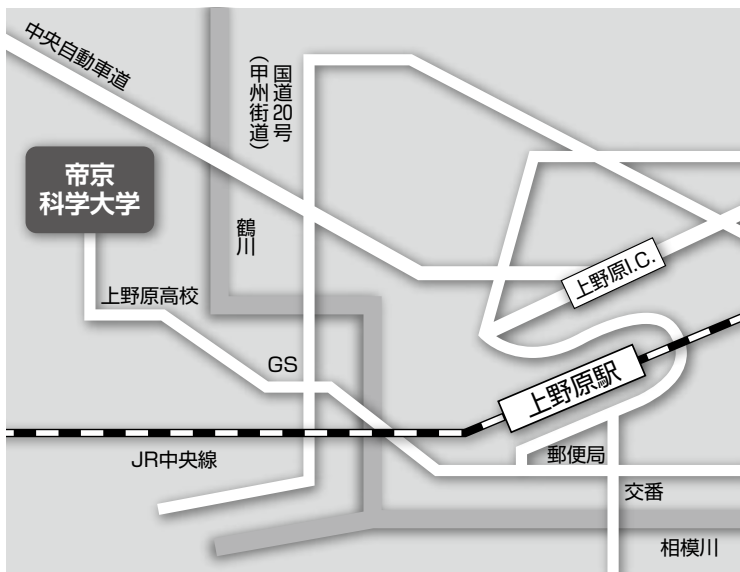 中央自動車道
国道20号
（甲州街道）
帝京
科学大学
鶴川
上野原I.C.
上野原高校
GS
上野原駅
JR中央線
郵便局
交番
相模川